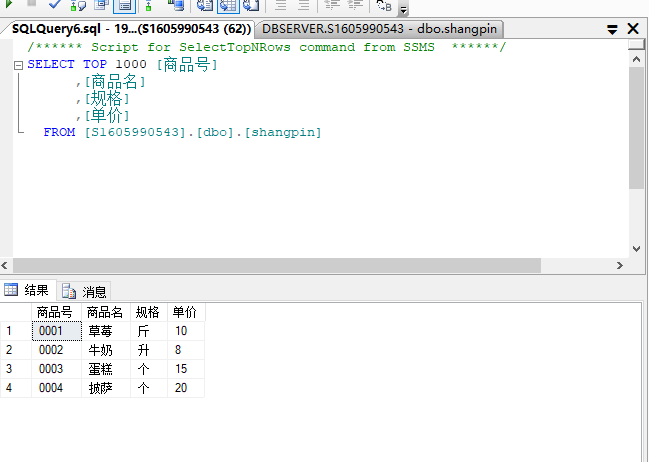 SQLQuery6.sql - 19...(S1605990543 (62)) DBSERVER.S1605990543 - dbo.shangpin
/****** Script for SelectTopNRows command from SSMS ******/
SELECT TOP 1000 [商品号]
,[商品名]
,[规格]
,[单价]
FROM [S1605990543].[dbo].[shangpin]
结果 消息
商品号 商品名 规格 单价
1 0001 草莓 斤 10
2 0002 牛奶 升 8
3 0003 蛋糕 个 15
4 0004 披萨 个 20